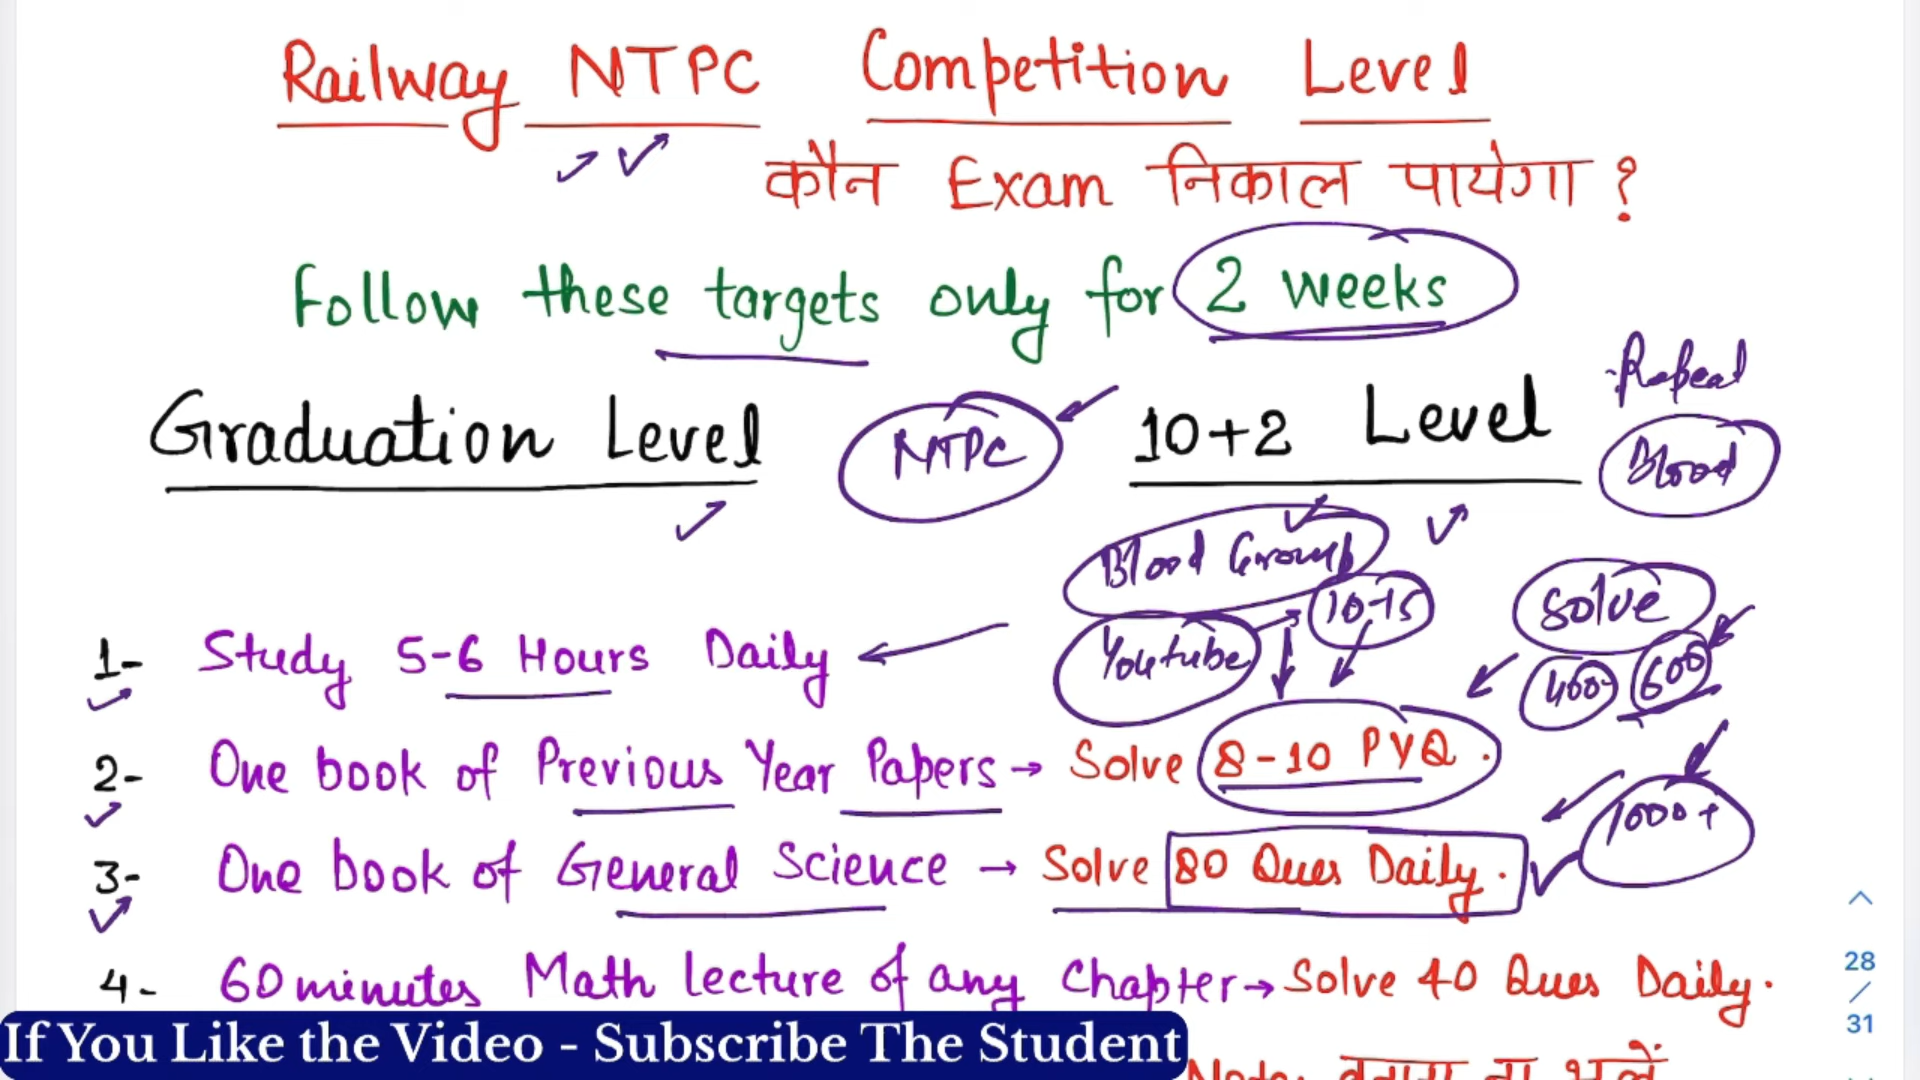 Railway NTPC Competition Level
कौन Exam निकाल पायेगा ?
Follow these targets only for 2 weeks
Repeat
Graduation Level NTPC 10+2 Level
Blood
Blood Group
10-15 Solve
1- Study 5-6 Hours Daily
Youtube 400+ 600
2- One book of Previous Year Papers → Solve 8-10 PYQ.
1000+
3- One book of General Science → Solve 80 Ques Daily.
4- 60 minutes Math lecture of any Chapter → Solve 40 Ques Daily.
28
/
31
If You Like the Video - Subscribe The Student